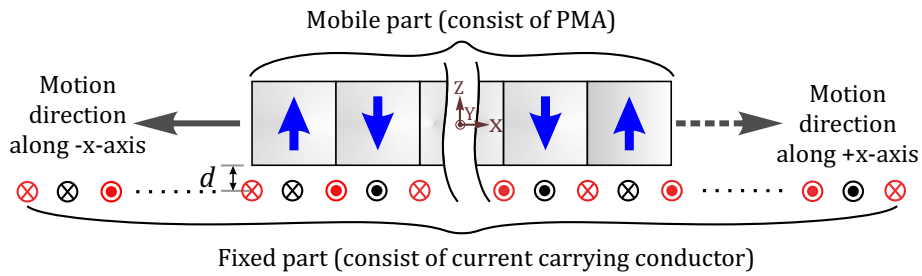 Mobile part (consist of PMA)
Motion
direction
along -x-axis
Z
Y
X
Motion
direction
along +x-axis
d
Fixed part (consist of current carrying conductor)